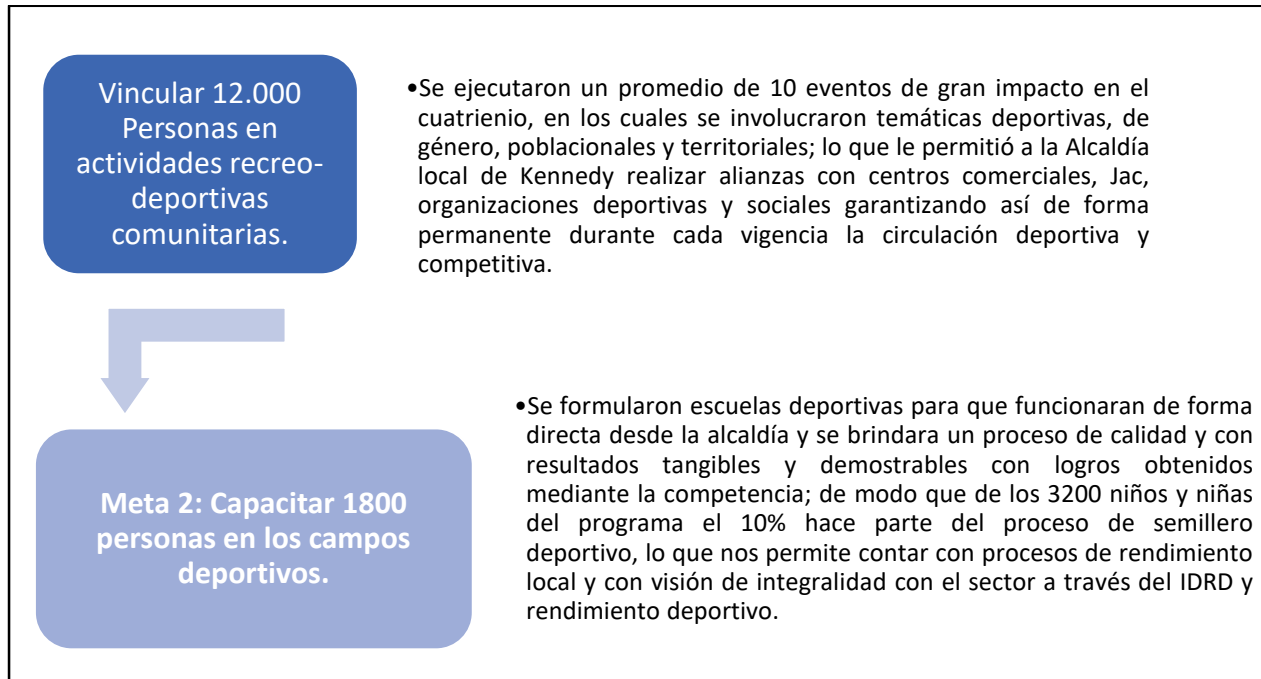 Vincular 12.000
Personas en
actividades recreo-
deportivas
comunitarias.
•Se ejecutaron un promedio de 10 eventos de gran impacto en el
cuatrienio, en los cuales se involucraron temáticas deportivas, de
género, poblacionales y territoriales; lo que le permitió a la Alcaldía
local de Kennedy realizar alianzas con centros comerciales, Jac,
organizaciones deportivas y sociales garantizando así de forma
permanente durante cada vigencia la circulación deportiva y
competitiva.
Meta 2: Capacitar 1800
personas en los campos
deportivos.
•Se formularon escuelas deportivas para que funcionaran de forma
directa desde la alcaldía y se brindara un proceso de calidad y con
resultados tangibles y demostrables con logros obtenidos
mediante la competencia; de modo que de los 3200 niños y niñas
del programa el 10% hace parte del proceso de semillero
deportivo, lo que nos permite contar con procesos de rendimiento
local y con visión de integralidad con el sector a través del IDRD y
rendimiento deportivo.